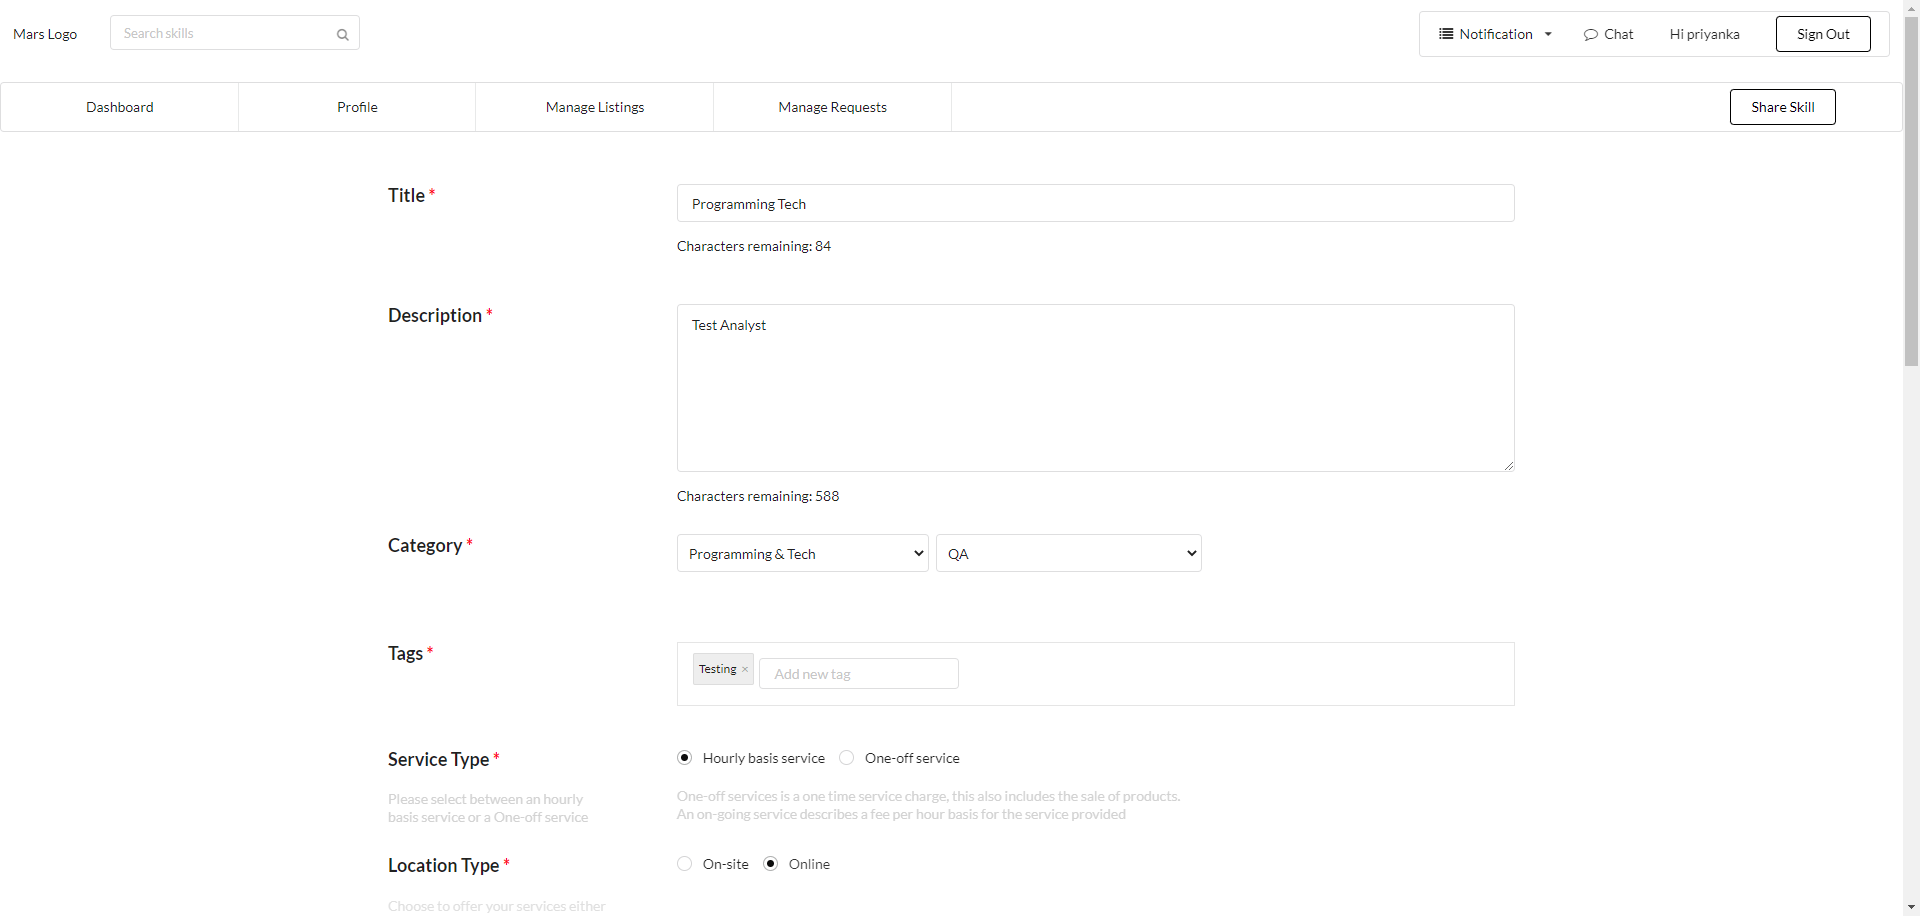 Mars Logo
Search skills
Notification
Chat
Hi priyanka
Sign Out
Dashboard
Profile
Manage Listings
Manage Requests
Share Skill
Title *
Programming Tech
Characters remaining: 84
Description *
Test Analyst
Characters remaining: 588
Category *
Programming & Tech
QA
Tags *
Testing ×
Add new tag
Service Type *
Hourly basis service
One-off service
Please select between an hourly
basis service or a One-off service
One-off services is a one time service charge, this also includes the sale of products.
An on-going service describes a fee per hour basis for the service provided
Location Type *
On-site
Online
Choose to offer your services either